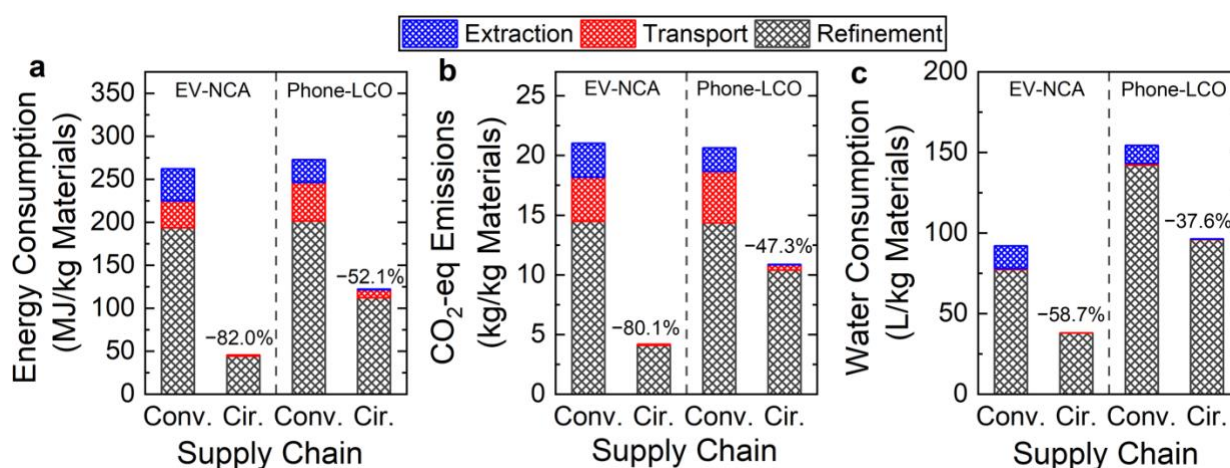 Extraction Transport Refinement
a
EV-NCA Phone-LCO
Energy Consumption
(MJ/kg Materials)
350
300
250
200
150
100
50
0
−82.0%
−52.1%
Conv. Cir. Conv. Cir.
Supply Chain
b
EV-NCA Phone-LCO
CO₂-eq Emissions
(kg/kg Materials)
25
20
15
10
5
0
−80.1%
−47.3%
Conv. Cir. Conv. Cir.
Supply Chain
c
EV-NCA Phone-LCO
Water Consumption
(L/kg Materials)
200
150
100
50
0
−58.7%
−37.6%
Conv. Cir. Conv. Cir.
Supply Chain